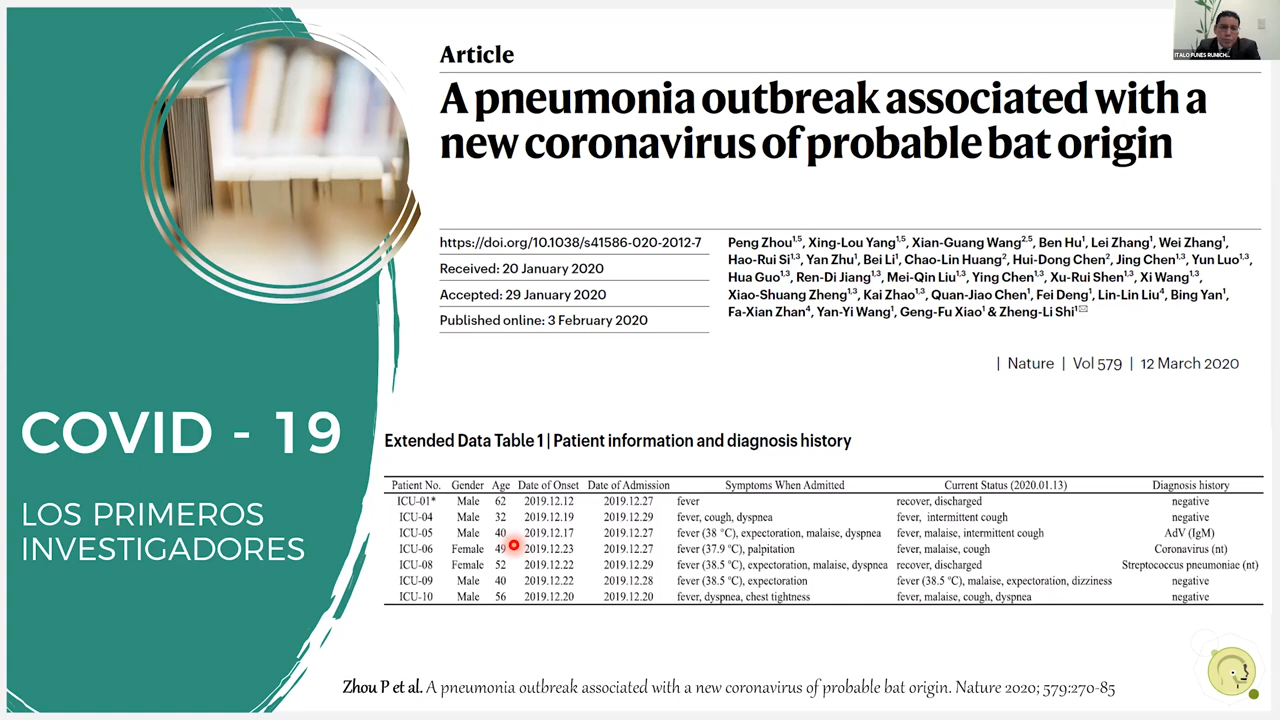 Article
A pneumonia outbreak associated with a
new coronavirus of probable bat origin
https://doi.org/10.1038/s41586-020-2012-7
Received: 20 January 2020
Accepted: 29 January 2020
Published online: 3 February 2020
Peng Zhou1,5, Xing-Lou Yang1,5, Xian-Guang Wang2,5, Ben Hu1, Lei Zhang1, Wei Zhang1,
Hao-Rui Si1,3, Yan Zhu1, Bei Li1, Chao-Lin Huang2, Hui-Dong Chen2, Jing Chen1,3, Yun Luo1,3,
Hua Guo1,3, Ren-Di Jiang1,3, Mei-Qin Liu1,3, Ying Chen1,3, Xu-Rui Shen1,3, Xi Wang1,3,
Xiao-Shuang Zheng1,3, Kai Zhao1,3, Quan-Jiao Chen1, Fei Deng1, Lin-Lin Liu4, Bing Yan1,
Fa-Xian Zhan4, Yan-Yi Wang1, Geng-Fu Xiao1 & Zheng-Li Shi1
| Nature | Vol 579 | 12 March 2020
COVID - 19
LOS PRIMEROS
INVESTIGADORES
Extended Data Table 1 | Patient information and diagnosis history
Patient No. Gender Age Date of Onset Date of Admission Symptoms When Admitted Current Status (2020.01.13) Diagnosis history
ICU-01* Male 62 2019.12.12 2019.12.27 fever recover, discharged negative
ICU-04 Male 32 2019.12.19 2019.12.29 fever, cough, dyspnea fever, intermittent cough negative
ICU-05 Male 40 2019.12.17 2019.12.27 fever (38 °C), expectoration, malaise, dyspnea fever, malaise, intermittent cough AdV (IgM)
ICU-06 Female 49 2019.12.23 2019.12.27 fever (37.9 °C), palpitation fever, malaise, cough Coronavirus (nt)
ICU-08 Female 52 2019.12.22 2019.12.29 fever (38.5 °C), expectoration, malaise, dyspnea recover, discharged Streptococcus pneumoniae (nt)
ICU-09 Male 40 2019.12.22 2019.12.28 fever (38.5 °C), expectoration fever (38.5 °C), malaise, expectoration, dizziness negative
ICU-10 Male 56 2019.12.20 2019.12.20 fever, dyspnea, chest tightness fever, malaise, cough, dyspnea negative
Zhou P et al. A pneumonia outbreak associated with a new coronavirus of probable bat origin. Nature 2020; 579:270-85